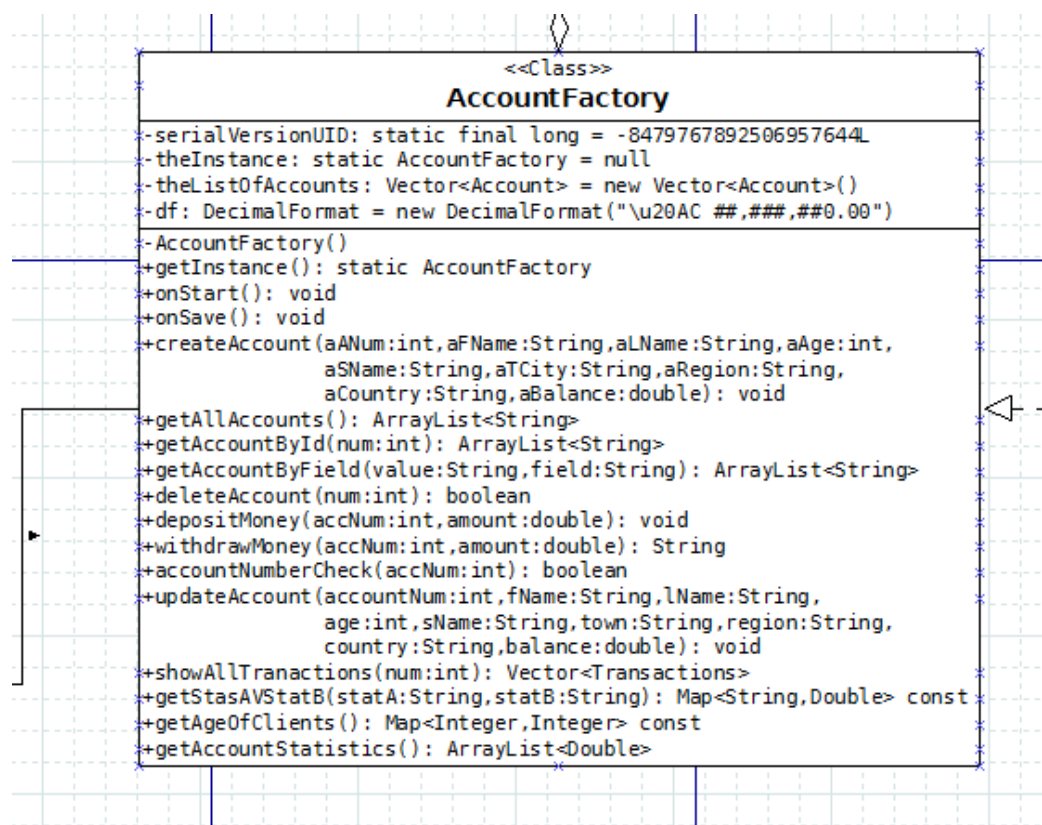 <<Class>>
AccountFactory
-serialVersionUID: static final long = -8479767892506957644L
-theInstance: static AccountFactory = null
-theListOfAccounts: Vector<Account> = new Vector<Account>()
-df: DecimalFormat = new DecimalFormat("\u20AC ##,###,##0.00")
-AccountFactory()
+getInstance(): static AccountFactory
+onStart(): void
+onSave(): void
+createAccount(aANum:int,aFName:String,aLName:String,aAge:int,
aSName:String,aTCity:String,aRegion:String,
aCountry:String,aBalance:double): void
+getAllAccounts(): ArrayList<String>
+getAccountById(num:int): ArrayList<String>
+getAccountByField(value:String,field:String): ArrayList<String>
+deleteAccount(num:int): boolean
+depositMoney(accNum:int,amount:double): void
+withdrawMoney(accNum:int,amount:double): String
+accountNumberCheck(accNum:int): boolean
+updateAccount(accountNum:int,fName:String,lName:String,
age:int,sName:String,town:String,region:String,
country:String,balance:double): void
+showAllTranactions(num:int): Vector<Transactions>
+getStasAVStatB(statA:String,statB:String): Map<String,Double> const
+getAgeOfClients(): Map<Integer,Integer> const
+getAccountStatistics(): ArrayList<Double>